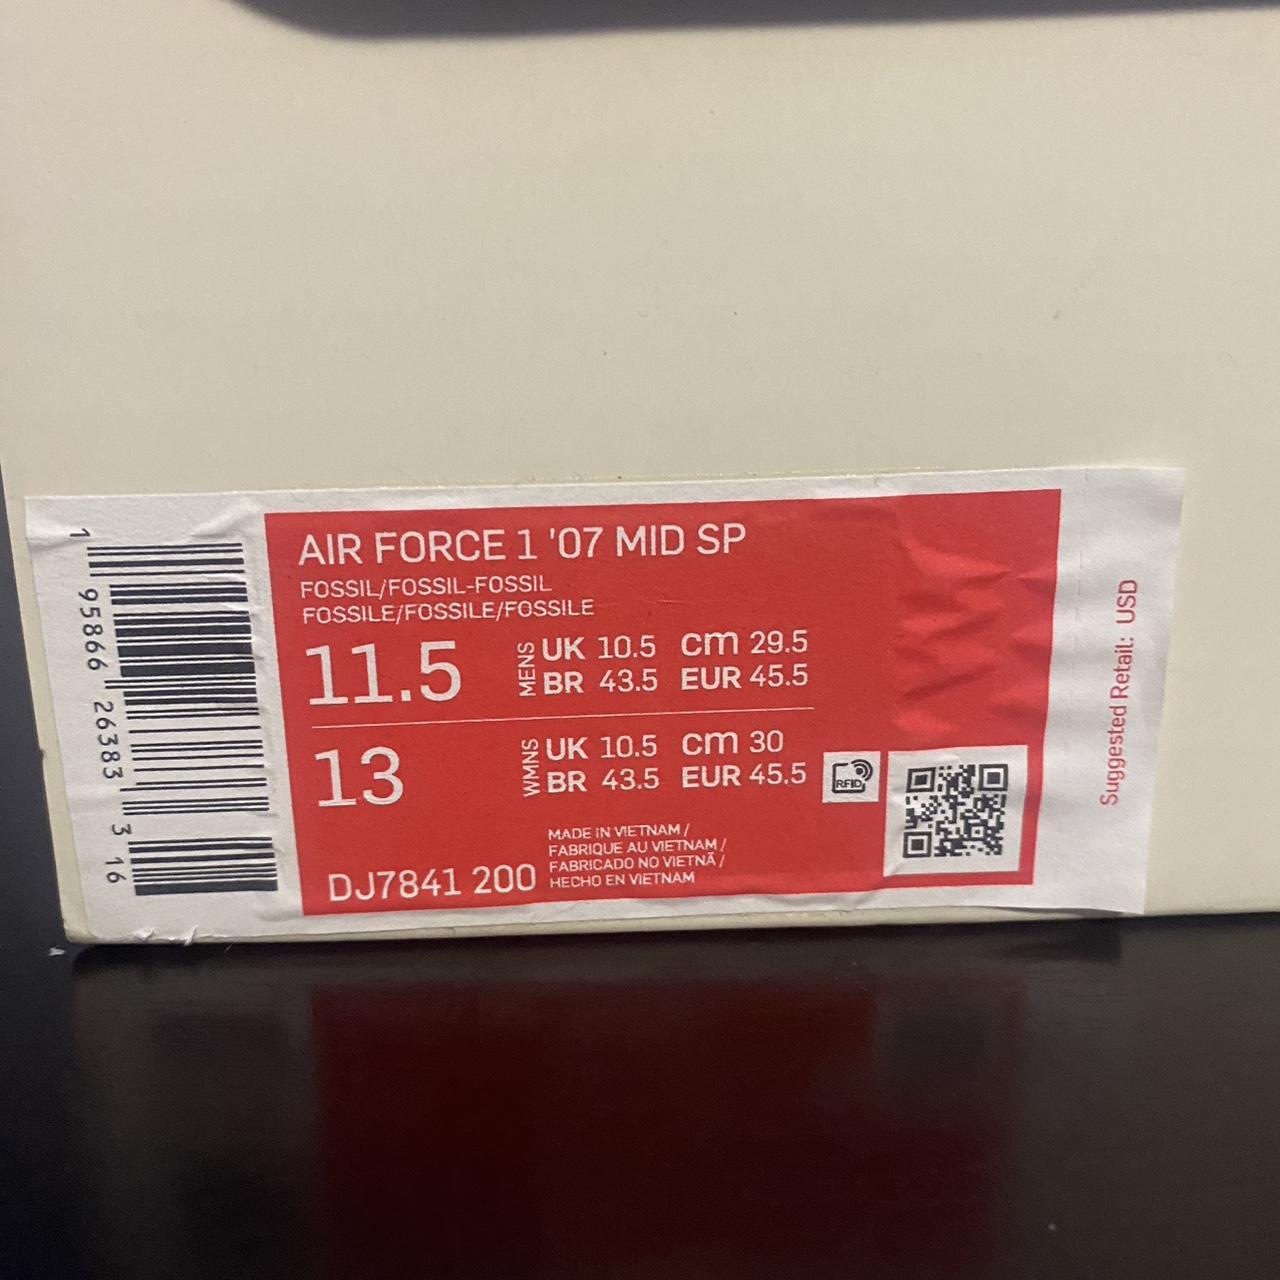 AIR FORCE 1 '07 MID SP
FOSSIL/FOSSIL-FOSSIL
FOSSILE/FOSSILE/FOSSILE
11.5
MENS
UK 10.5 cm 29.5
BR 43.5 EUR 45.5
13
WMNS
UK 10.5 cm 30
BR 43.5 EUR 45.5
RFID
MADE IN VIETNAM /
FABRIQUE AU VIETNAM /
FABRICADO NO VIETNÃ /
HECHO EN VIETNAM
DJ7841 200
1 95866 26383 3 16
Suggested Retail: USD